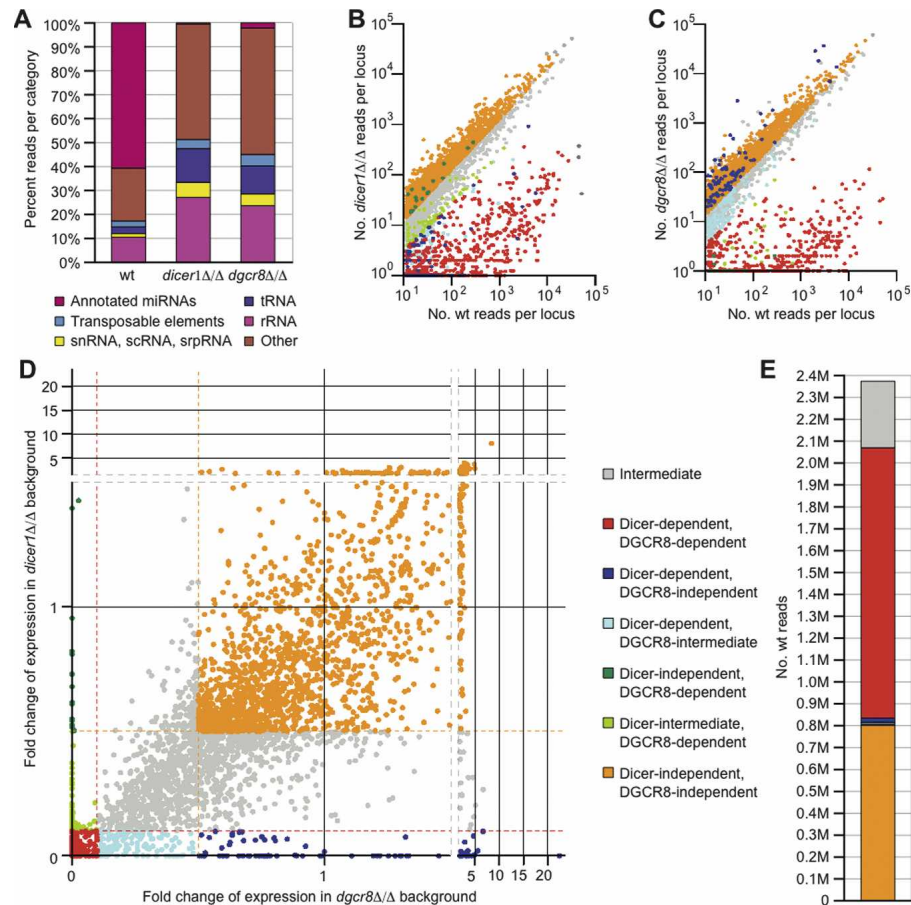 A
Percent reads per category
100%
90%
80%
70%
60%
50%
40%
30%
20%
10%
0%
wt dicer1Δ/Δ dgcr8Δ/Δ
Annotated miRNAs
Transposable elements
snRNA, scRNA, srpRNA
tRNA
rRNA
Other
B
No. dicer1Δ/Δ reads per locus
10^5
10^4
10^3
10^2
10^1
10^0
10^1 10^2 10^3 10^4 10^5
No. wt reads per locus
C
No. dgcr8Δ/Δ reads per locus
10^5
10^4
10^3
10^2
10^1
10^0
10^1 10^2 10^3 10^4 10^5
No. wt reads per locus
D
Fold change of expression in dicer1Δ/Δ background
20
15
10
5
1
0
0 1 5 10 15 20
Fold change of expression in dgcr8Δ/Δ background
Intermediate
Dicer-dependent,
DGCR8-dependent
Dicer-dependent,
DGCR8-independent
Dicer-dependent,
DGCR8-intermediate
Dicer-independent,
DGCR8-dependent
Dicer-intermediate,
DGCR8-dependent
Dicer-independent,
DGCR8-independent
E
No. wt reads
2.4M
2.3M
2.2M
2.1M
2.0M
1.9M
1.8M
1.7M
1.6M
1.5M
1.4M
1.3M
1.2M
1.1M
1.0M
0.9M
0.8M
0.7M
0.6M
0.5M
0.4M
0.3M
0.2M
0.1M
0